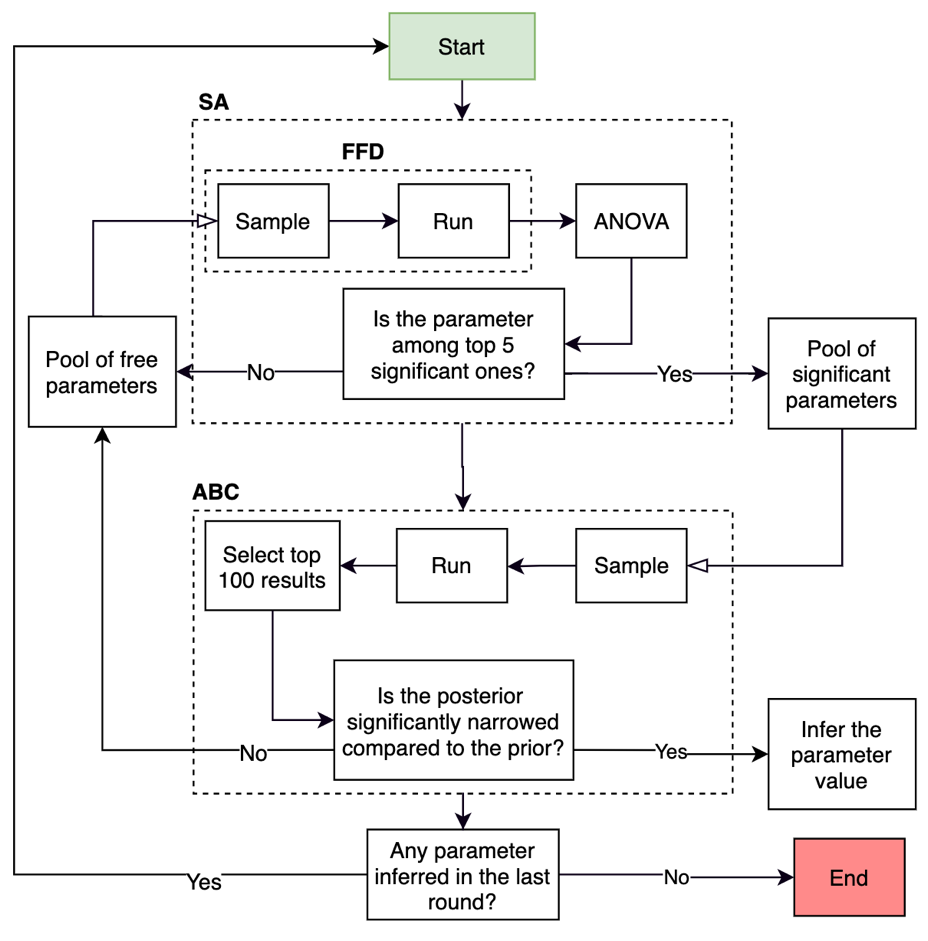 Start
SA
FFD
Sample
Run
ANOVA
Is the parameter
among top 5
significant ones?
Pool of free
parameters
No
Yes
Pool of
significant
parameters
ABC
Select top
100 results
Run
Sample
Is the posterior
significantly narrowed
compared to the prior?
No
Yes
Infer the
parameter
value
Any parameter
inferred in the last
round?
Yes
No
End